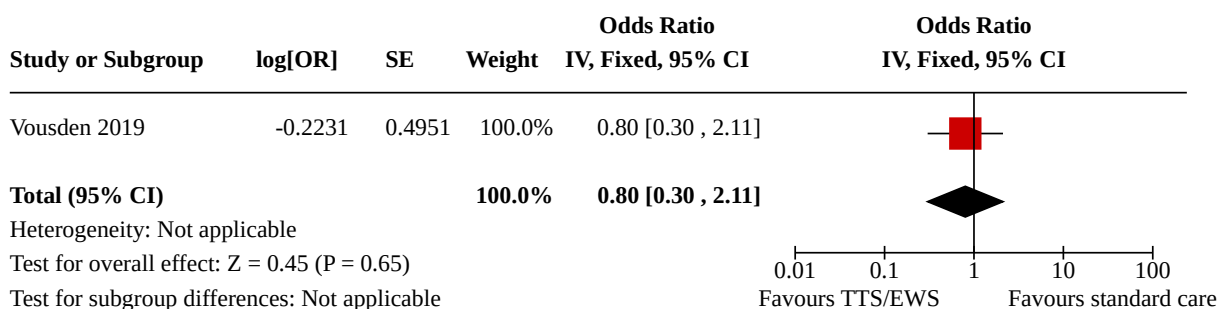 Odds Ratio Odds Ratio
Study or Subgroup log[OR] SE Weight IV, Fixed, 95% CI IV, Fixed, 95% CI
Vousden 2019 -0.2231 0.4951 100.0% 0.80 [0.30 , 2.11]
Total (95% CI) 100.0% 0.80 [0.30 , 2.11]
Heterogeneity: Not applicable
Test for overall effect: Z = 0.45 (P = 0.65) 0.01 0.1 1 10 100
Test for subgroup differences: Not applicable Favours TTS/EWS Favours standard care